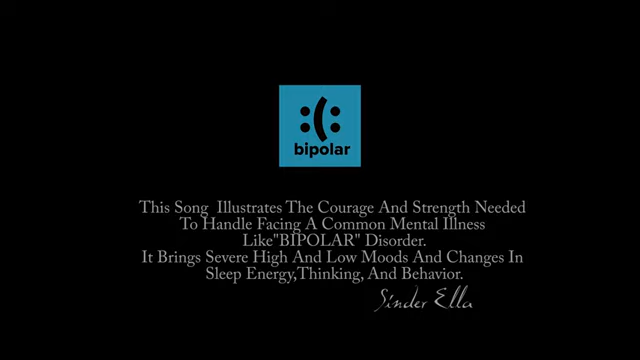 :(:
bipolar
This Song Illustrates The Courage And Strength Needed
To Handle Facing A Common Mental Illness
Like"BIPOLAR" Disorder.
It Brings Severe High And Low Moods And Changes In
Sleep Energy,Thinking, And Behavior.
Sinder Ella